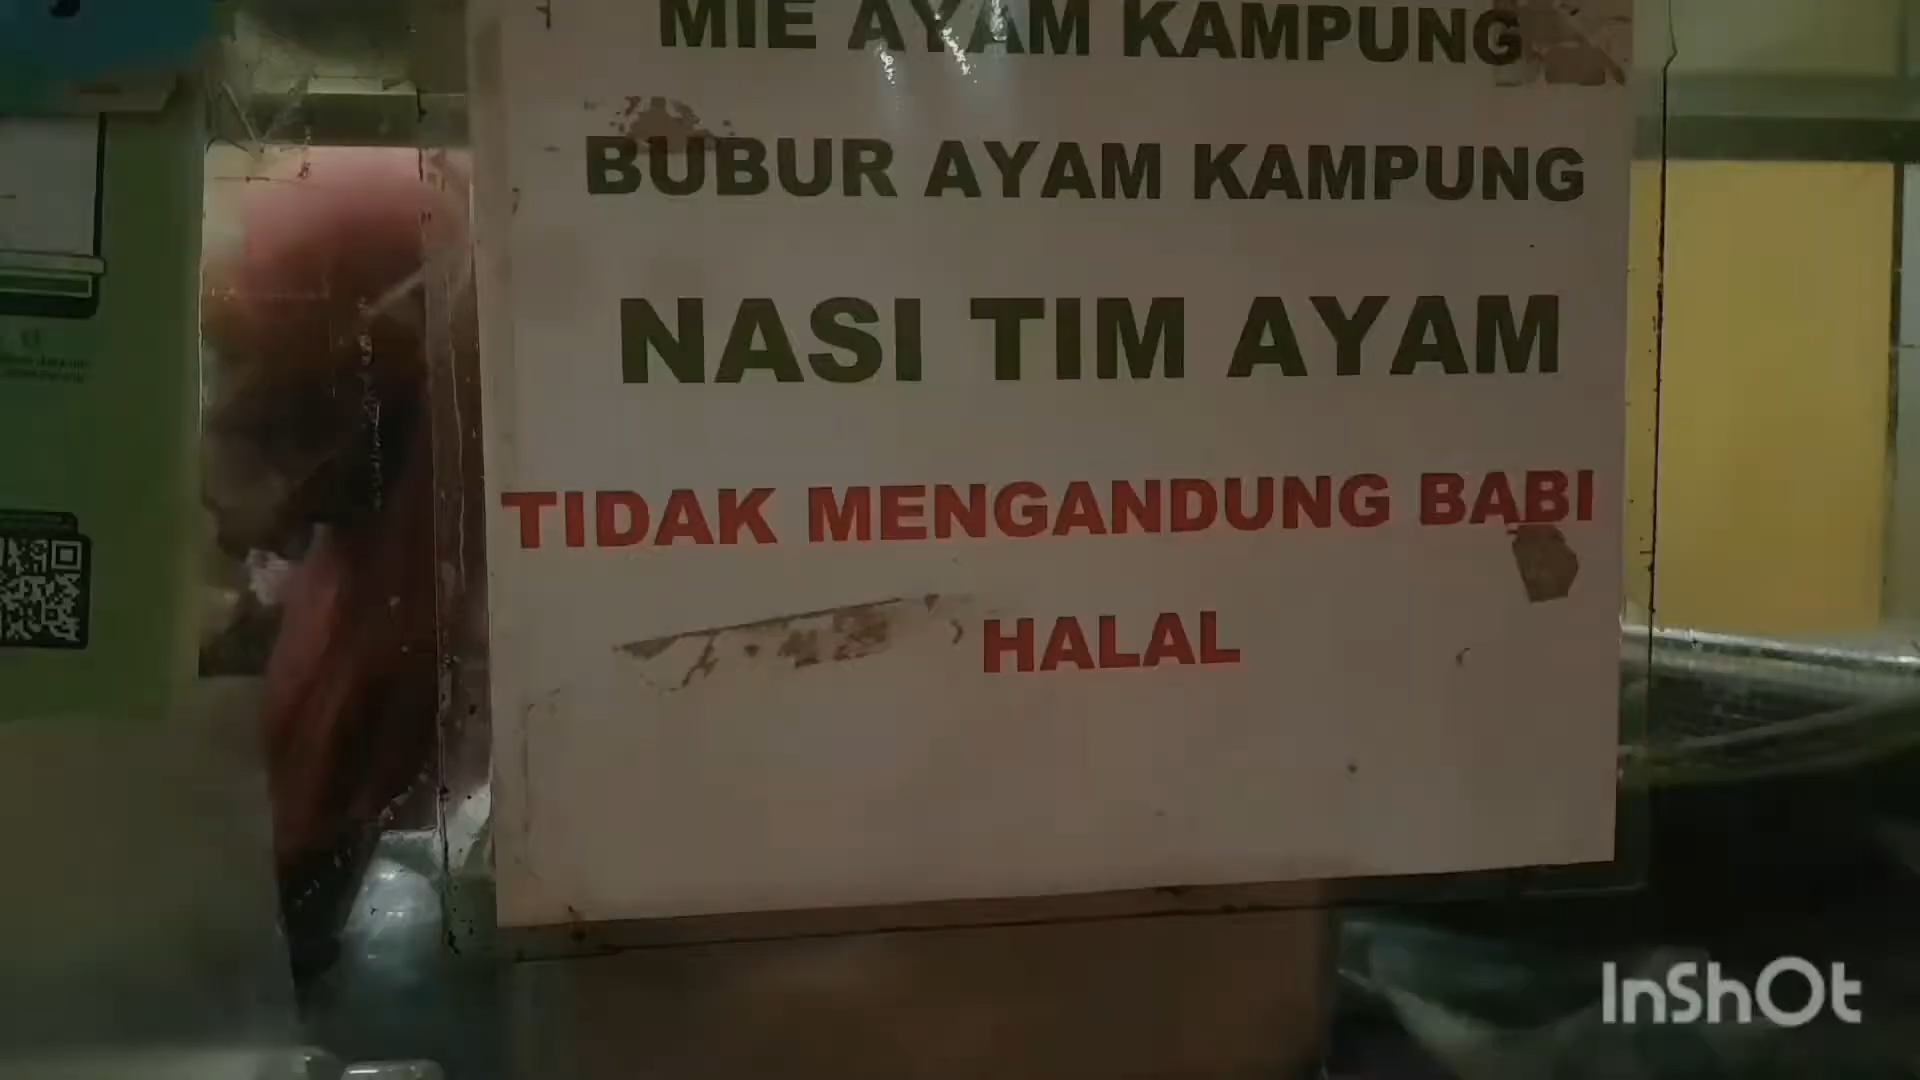 MIE AYAM KAMPUNG
BUBUR AYAM KAMPUNG
NASI TIM AYAM
TIDAK MENGANDUNG BABI
HALAL
InShOt